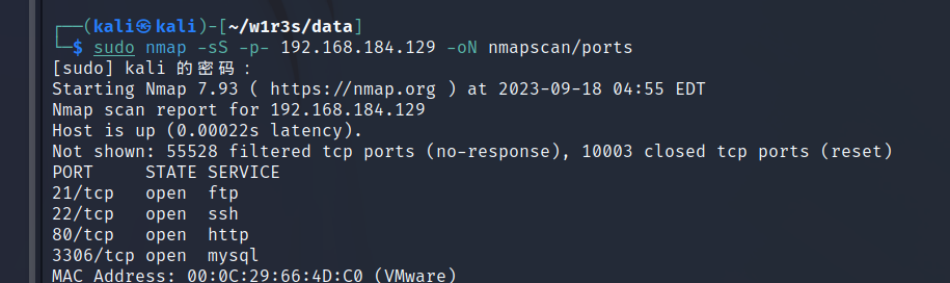 ┌──(kali㉿kali)-[~/w1r3s/data]
└─$ sudo nmap -sS -p- 192.168.184.129 -oN nmapscan/ports
[sudo] kali 的密码：
Starting Nmap 7.93 ( https://nmap.org ) at 2023-09-18 04:55 EDT
Nmap scan report for 192.168.184.129
Host is up (0.00022s latency).
Not shown: 55528 filtered tcp ports (no-response), 10003 closed tcp ports (reset)
PORT     STATE SERVICE
21/tcp   open  ftp
22/tcp   open  ssh
80/tcp   open  http
3306/tcp open  mysql
MAC Address: 00:0C:29:66:4D:C0 (VMware)